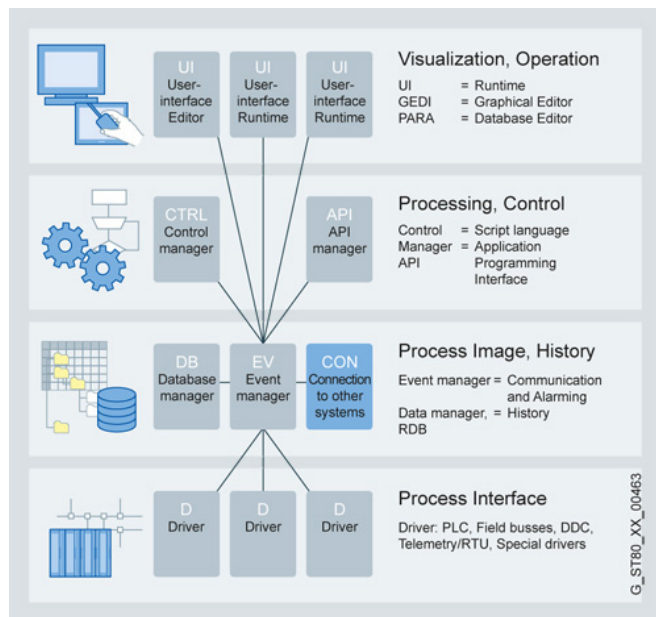 UI
User-
interface
Editor
UI
User-
interface
Runtime
UI
User-
interface
Runtime
Visualization, Operation
UI = Runtime
GEDI = Graphical Editor
PARA = Database Editor
CTRL
Control
manager
API
API
manager
Processing, Control
Control = Script language
Manager = Application
API Programming
Interface
DB
Database
manager
EV
Event
manager
CON
Connection
to other
systems
Process Image, History
Event manager = Communication
and Alarming
Data manager, = History
RDB
D
Driver
D
Driver
D
Driver
Process Interface
Driver: PLC, Field busses, DDC,
Telemetry/RTU, Special drivers
G_ST80_XX_00463